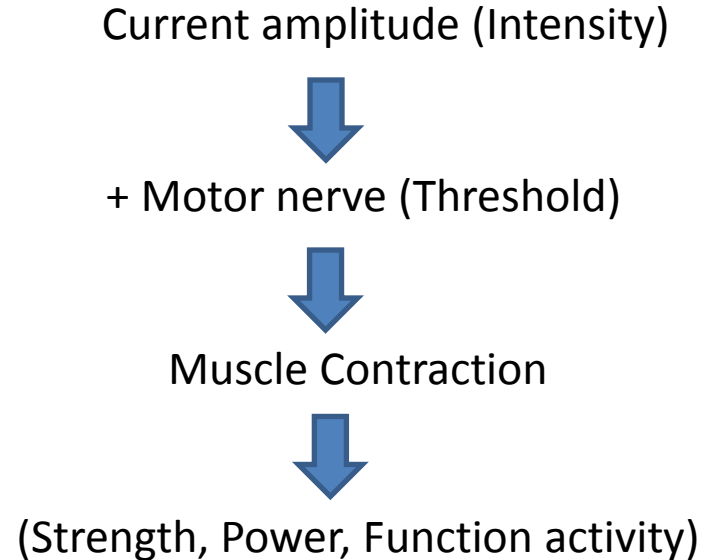 Current amplitude (Intensity)
+ Motor nerve (Threshold)
Muscle Contraction
(Strength, Power, Function activity)